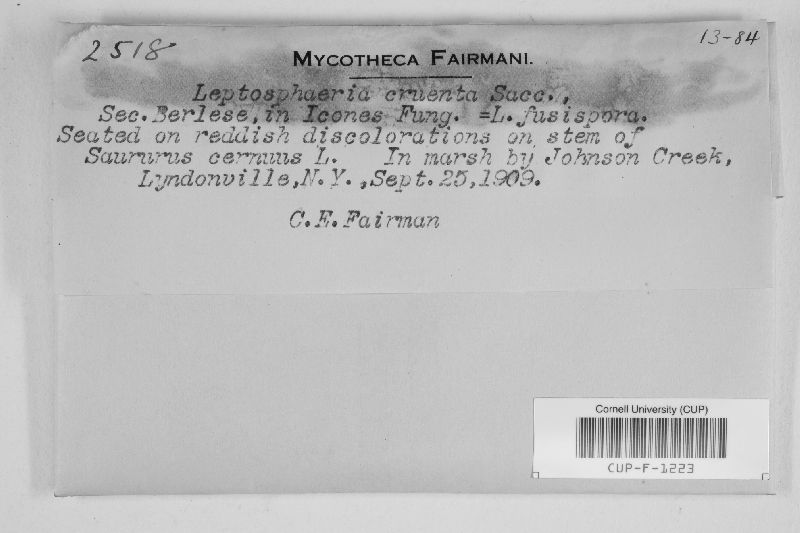 2518
13-84
MYCOTHECA FAIRMANI.
Leptosphaeria cruenta Sacc.,
Sec. Berlese, in Icones Fung. =L. fusispora.
Seated on reddish discolorations on stem of
Saururus cernuus L. In marsh by Johnson Creek,
Lyndonville, N. Y., Sept. 25, 1909.
C. E. Fairman
Cornell University (CUP)
CUP-F-1223